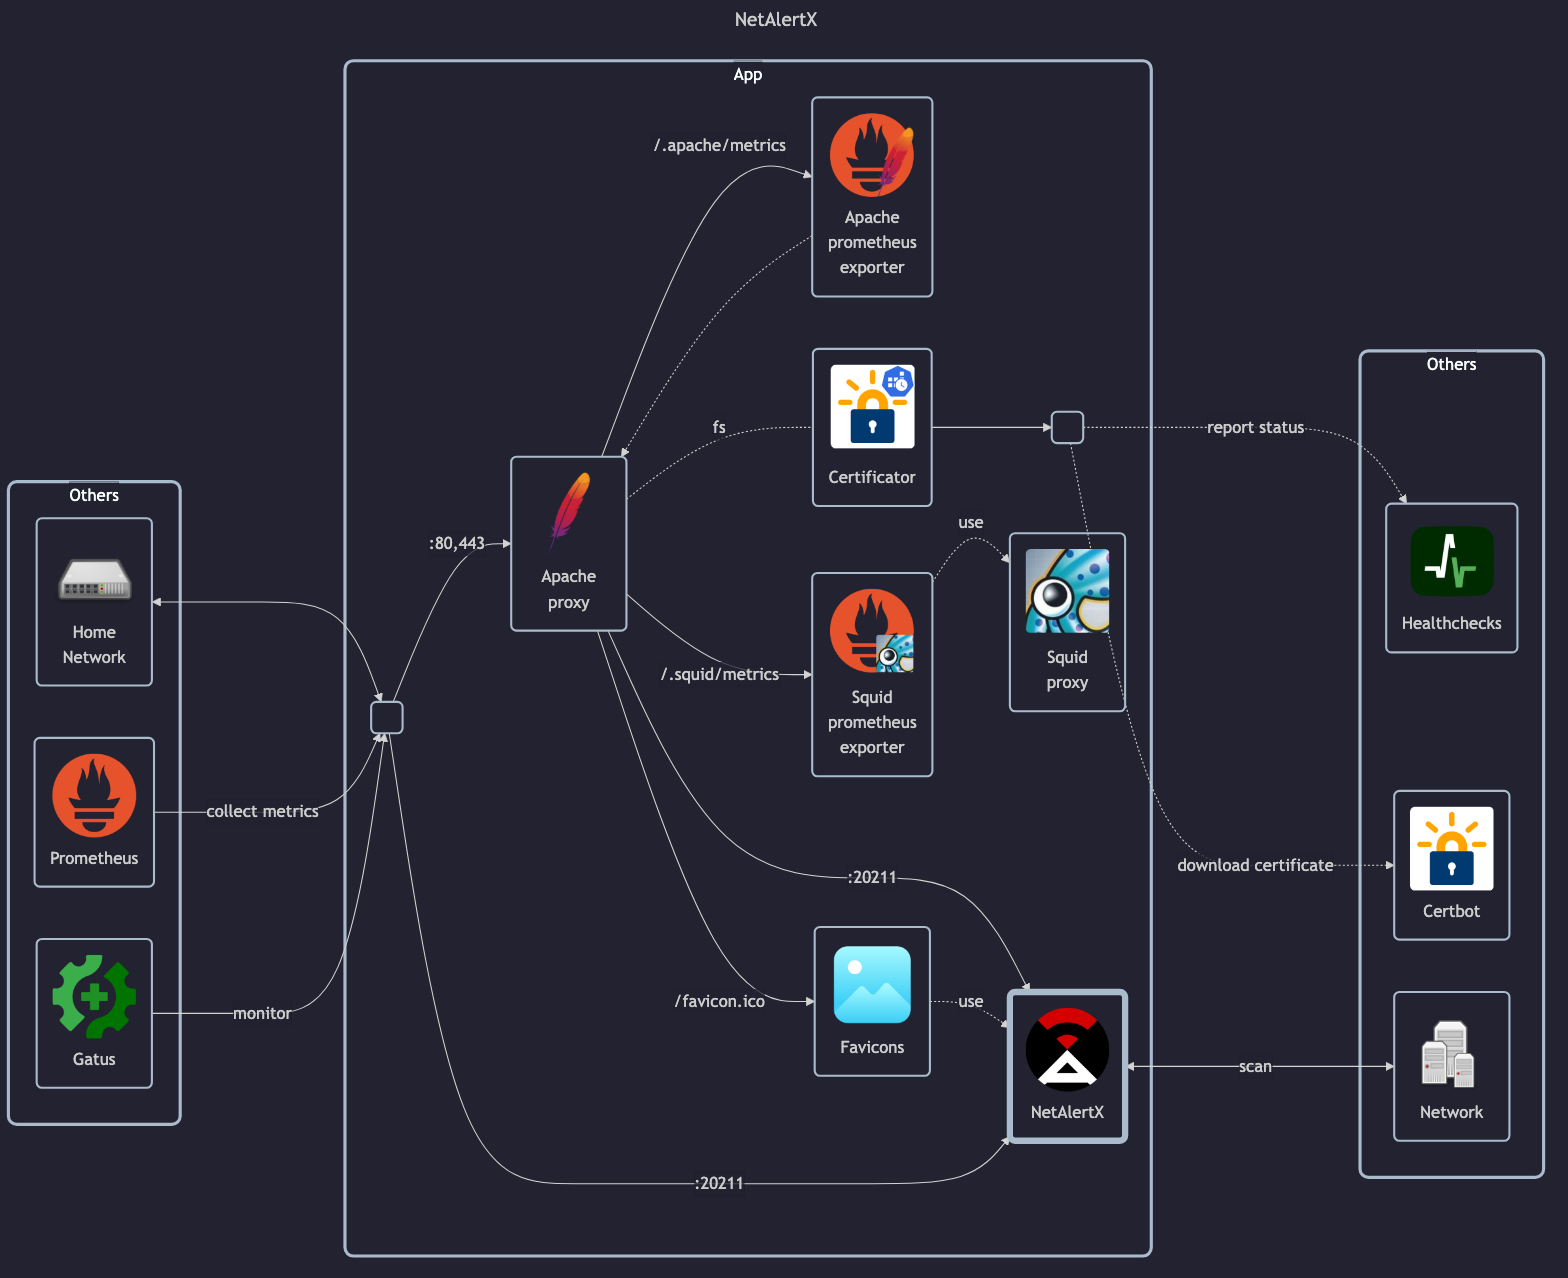 NetAlertX
App
/.apache/metrics
Apache
prometheus
exporter
Others
fs
report status
Certificator
Others
use
:80,443
Apache
proxy
Healthchecks
Home
Network
Squid
proxy
/.squid/metrics
Squid
prometheus
exporter
collect metrics
Prometheus
download certificate
:20211
Certbot
/favicon.ico
use
monitor
Favicons
Gatus
scan
NetAlertX
Network
:20211